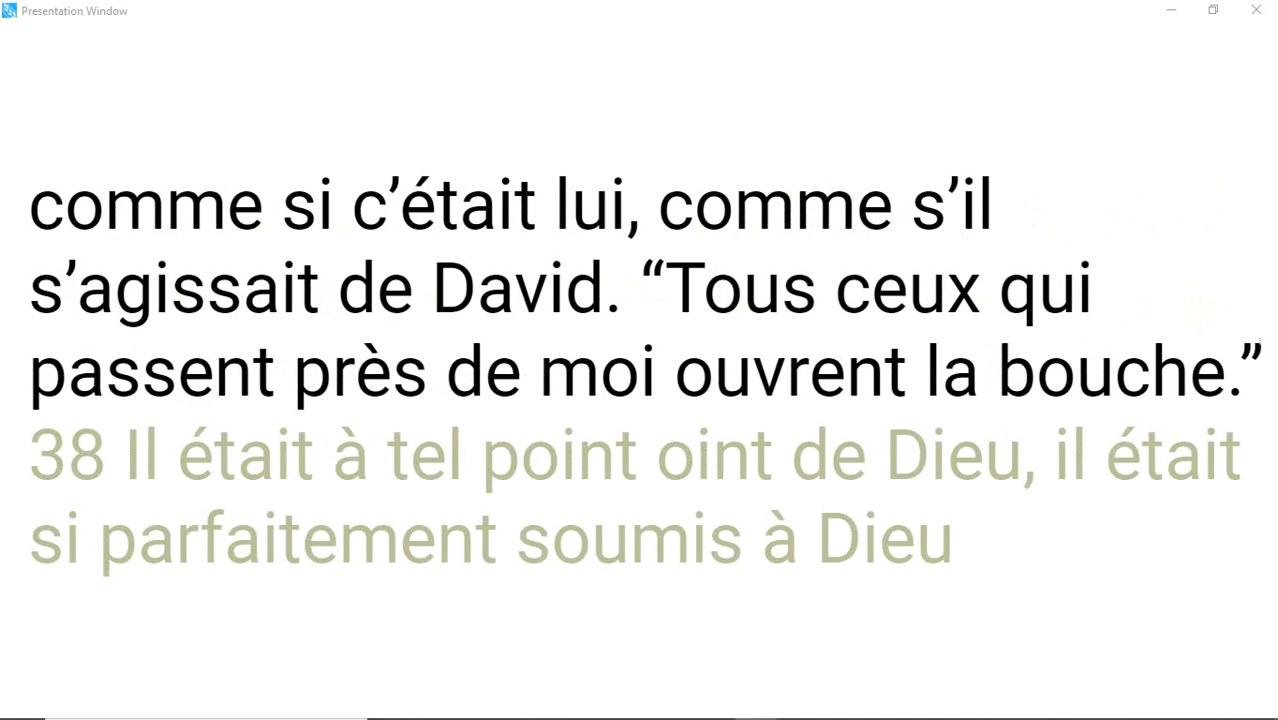 Presentation Window
comme si c’était lui, comme s’il
s’agissait de David. “Tous ceux qui
passent près de moi ouvrent la bouche.”
38 Il était à tel point oint de Dieu, il était
si parfaitement soumis à Dieu